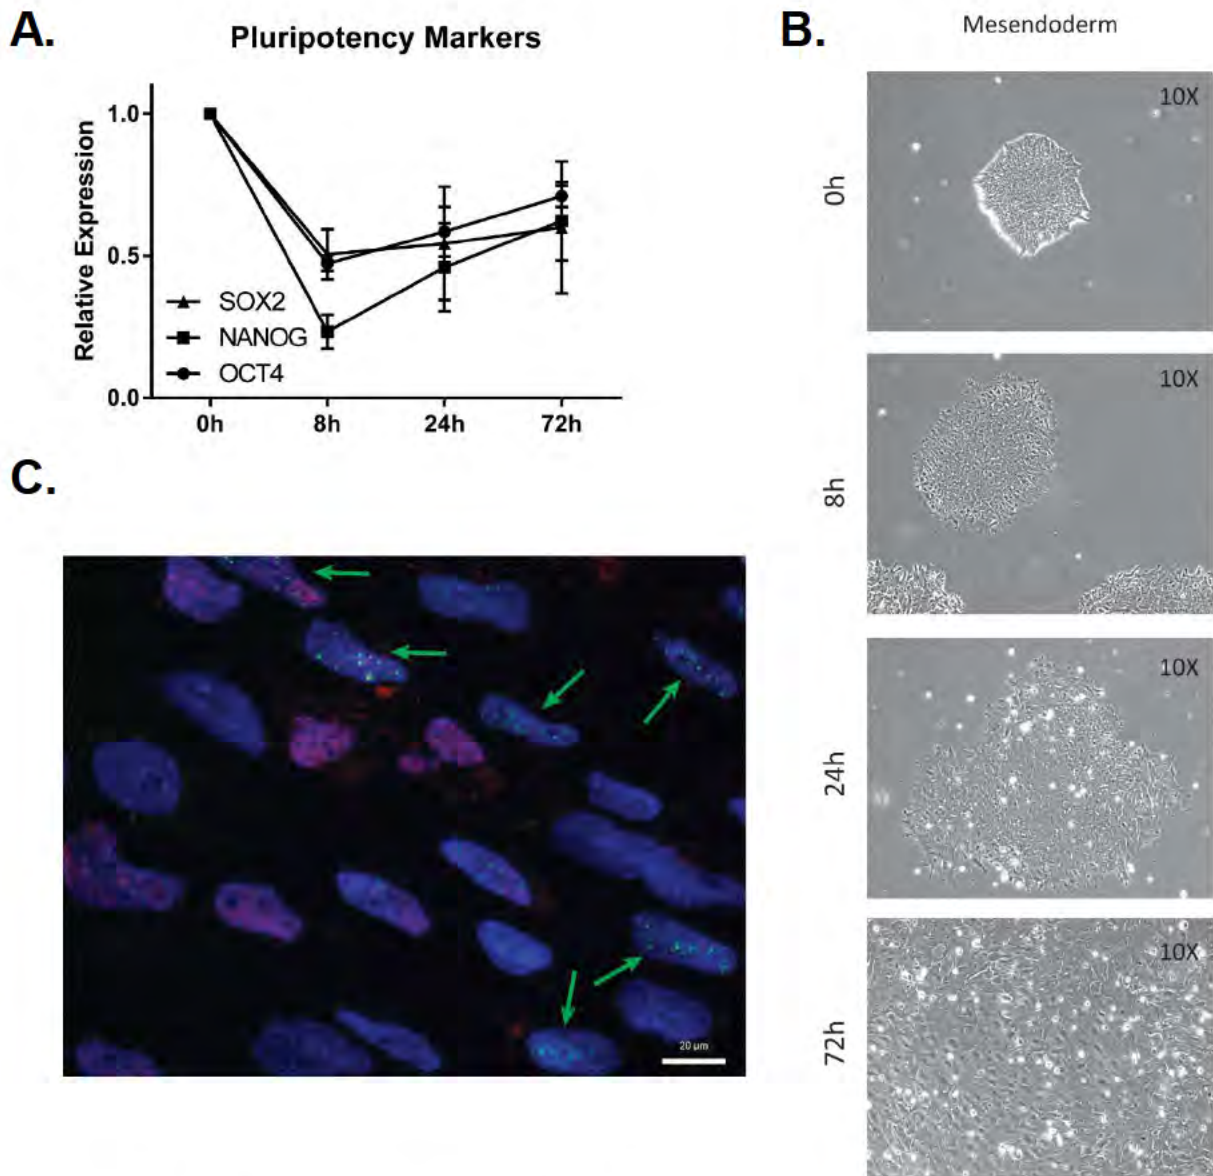 A.
Pluripotency Markers
Relative Expression
1.0
0.5
0.0
SOX2
NANOG
OCT4
0h 8h 24h 72h
B.
Mesendoderm
0h
10X
8h
10X
24h
10X
72h
10X
C.
20 µm